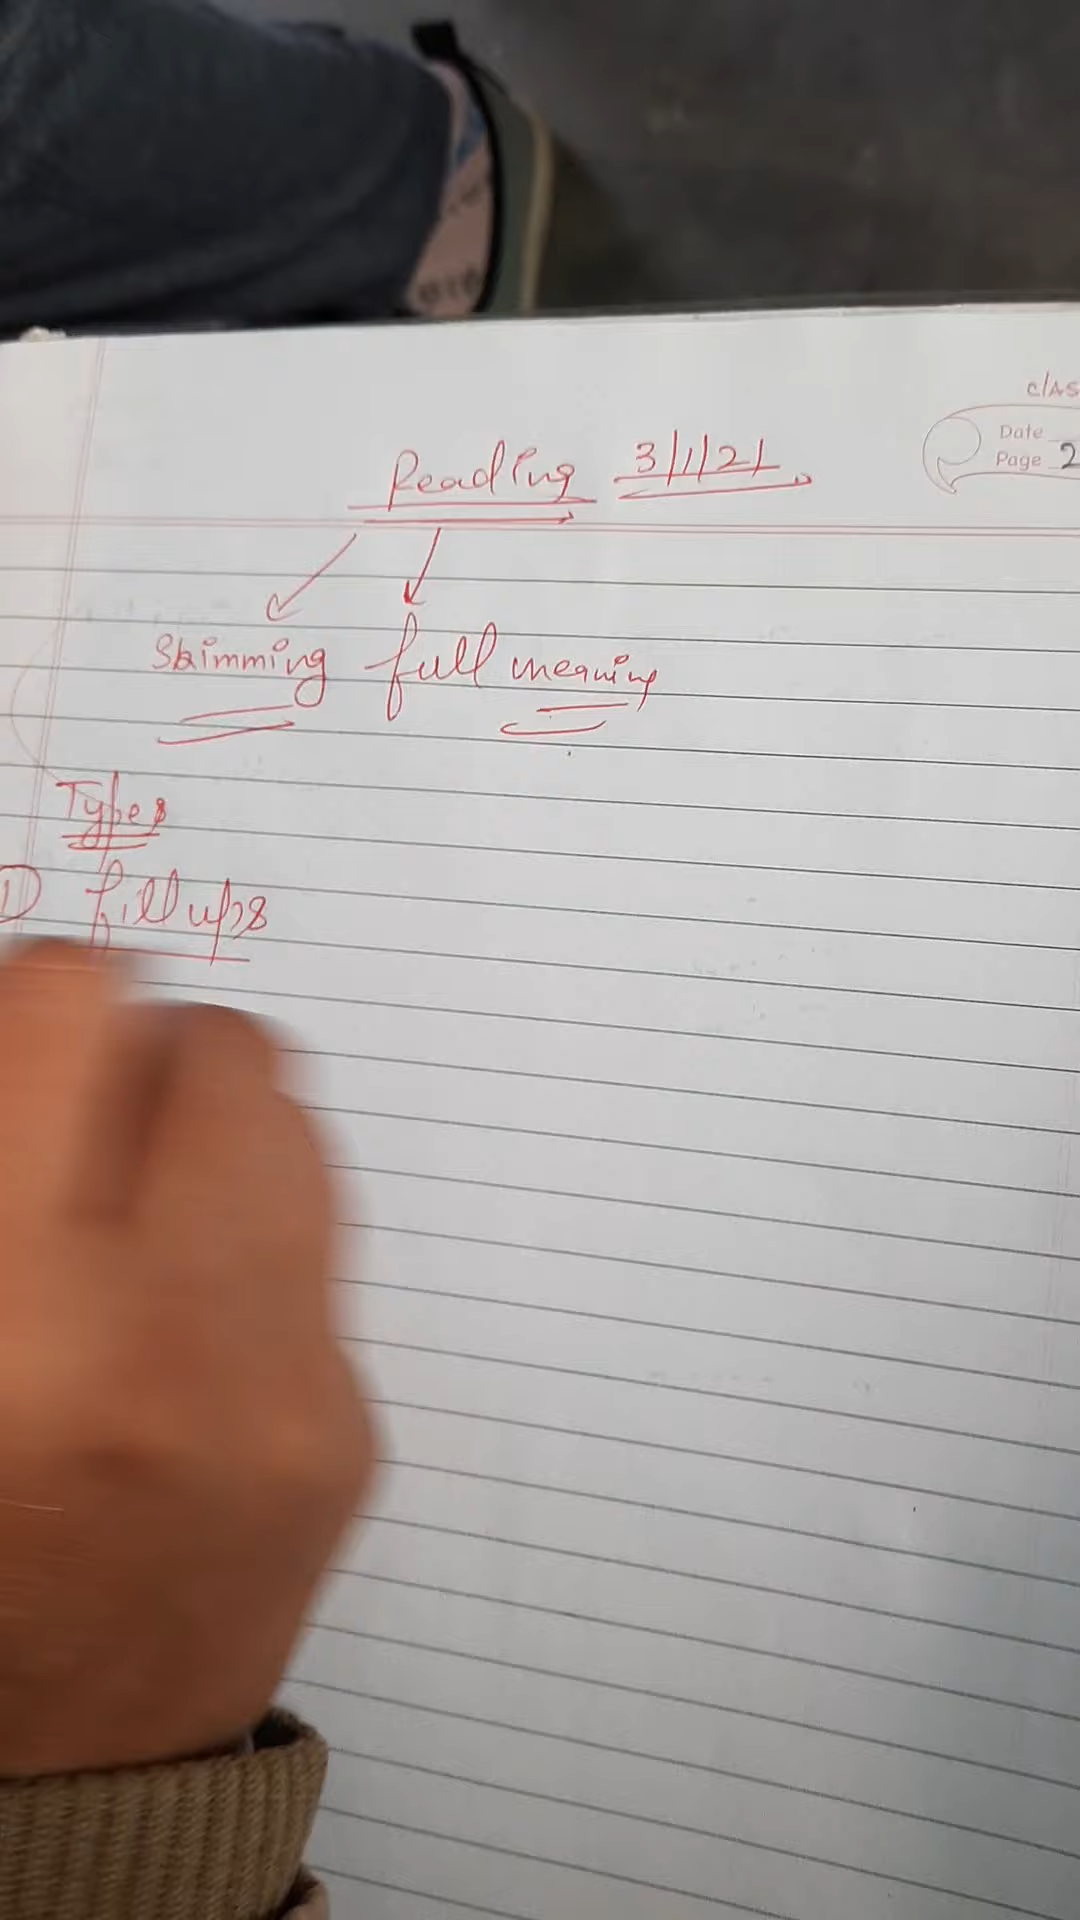 CLAS
Date
Page 2
Reading 3/1/21
Skimming full meaning
Types
1) fill ups